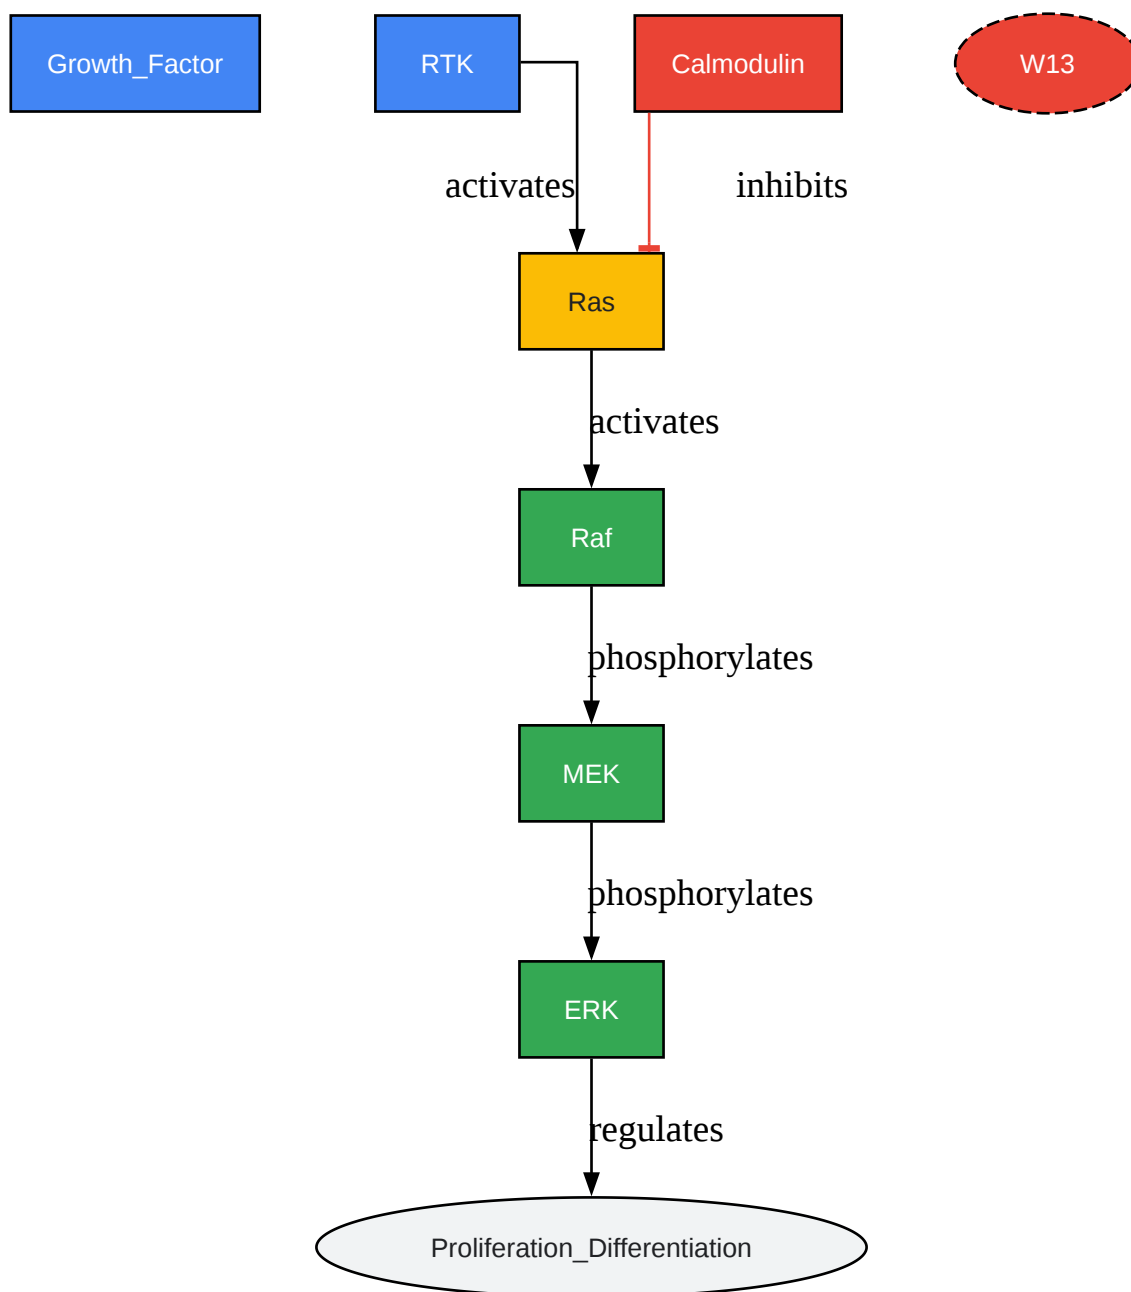 Growth_Factor
RTK
Calmodulin
W13
activates
inhibits
Ras
activates
Raf
phosphorylates
MEK
phosphorylates
ERK
regulates
Proliferation_Differentiation